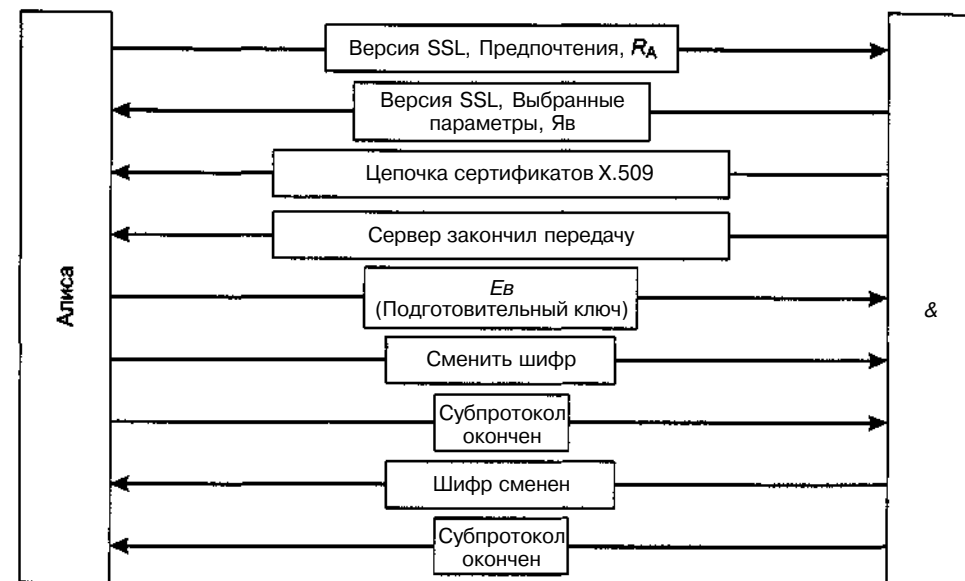 Версия SSL, Предпочтения, RA
Версия SSL, Выбранные
параметры, Яв
Цепочка сертификатов X.509
Сервер закончил передачу
Алиса
Ев
(Подготовительный ключ)
&
Сменить шифр
Субпротокол
окончен
Шифр сменен
Субпротокол
окончен